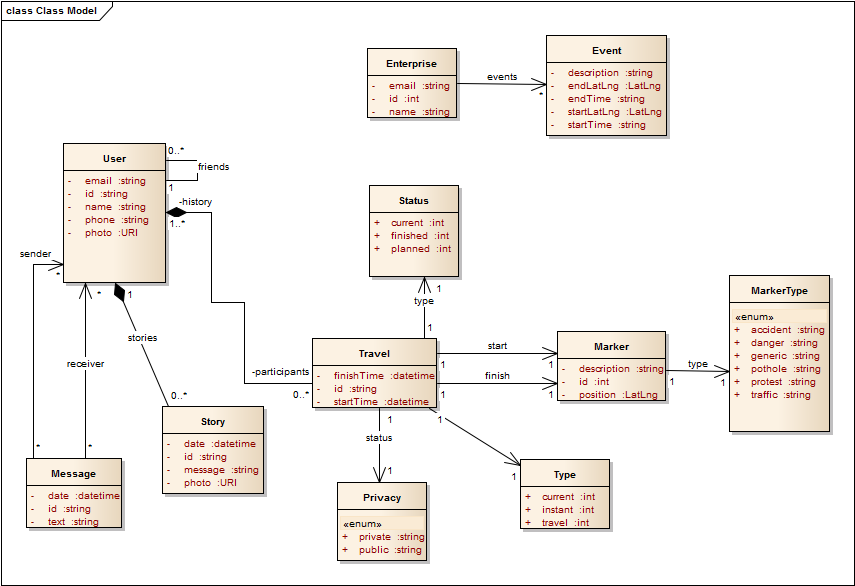 class Class Model
Enterprise
- email :string
- id :int
- name :string
events
*
Event
- description :string
- endLatLng :LatLng
- endTime :string
- startLatLng :LatLng
- startTime :string
User
- email :string
- id :string
- name :string
- phone :string
- photo :URI
0..*
friends
1
-history
1..*
sender
*
*
1
Status
+ current :int
+ finished :int
+ planned :int
1
type
1
stories
receiver
Travel
- finishTime :datetime
- id :string
- startTime :datetime
-participants
0..*
1
start
1
1
finish
1
Marker
- description :string
- id :int
- position :LatLng
type
1
1
MarkerType
«enum»
+ accident :string
+ danger :string
+ generic :string
+ pothole :string
+ protest :string
+ traffic :string
0..*
Story
- date :datetime
- id :string
- message :string
- photo :URI
1
status
1
1
1
Privacy
«enum»
+ private :string
+ public :string
Type
+ current :int
+ instant :int
+ travel :int
*
*
Message
- date :datetime
- id :string
- text :string